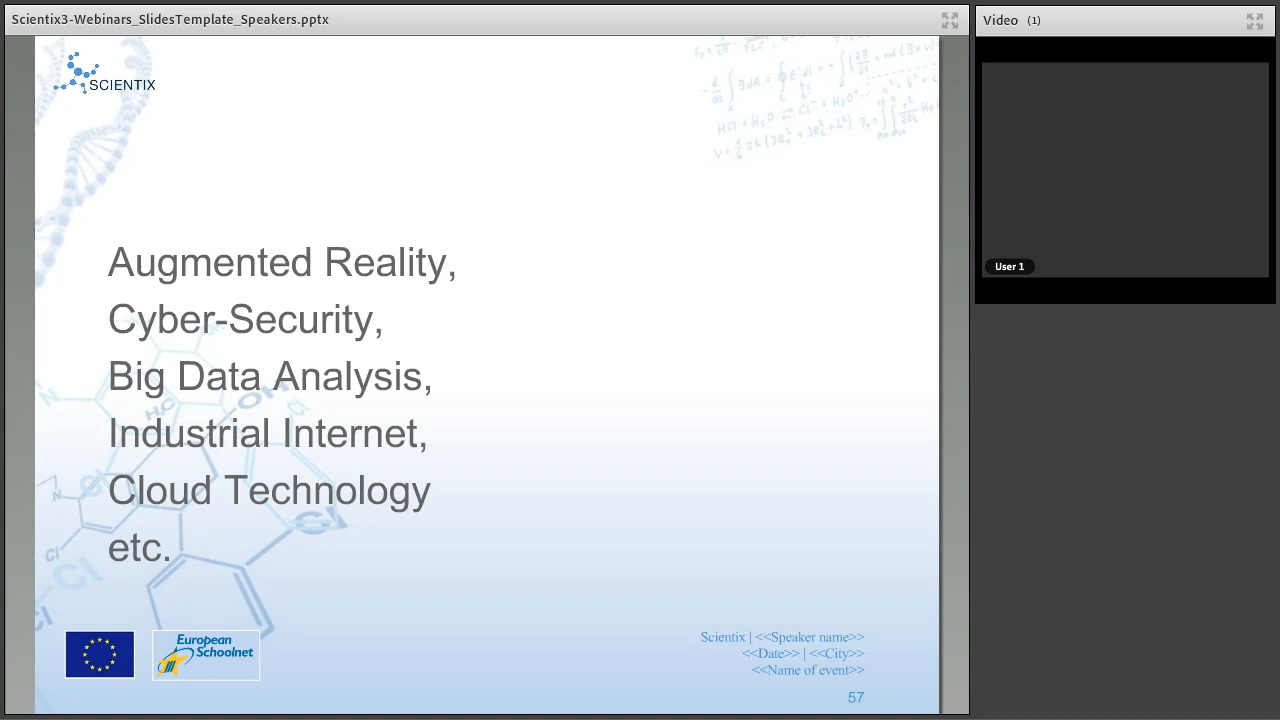 Scientix3-Webinars_SlidesTemplate_Speakers.pptx
Video (1)
SCIENTIX
User 1
Augmented Reality,
Cyber-Security,
Big Data Analysis,
Industrial Internet,
Cloud Technology
etc.
European
Schoolnet
Scientix | <<Speaker name>>
<<Date>> | <<City>>
<<Name of event>>
57